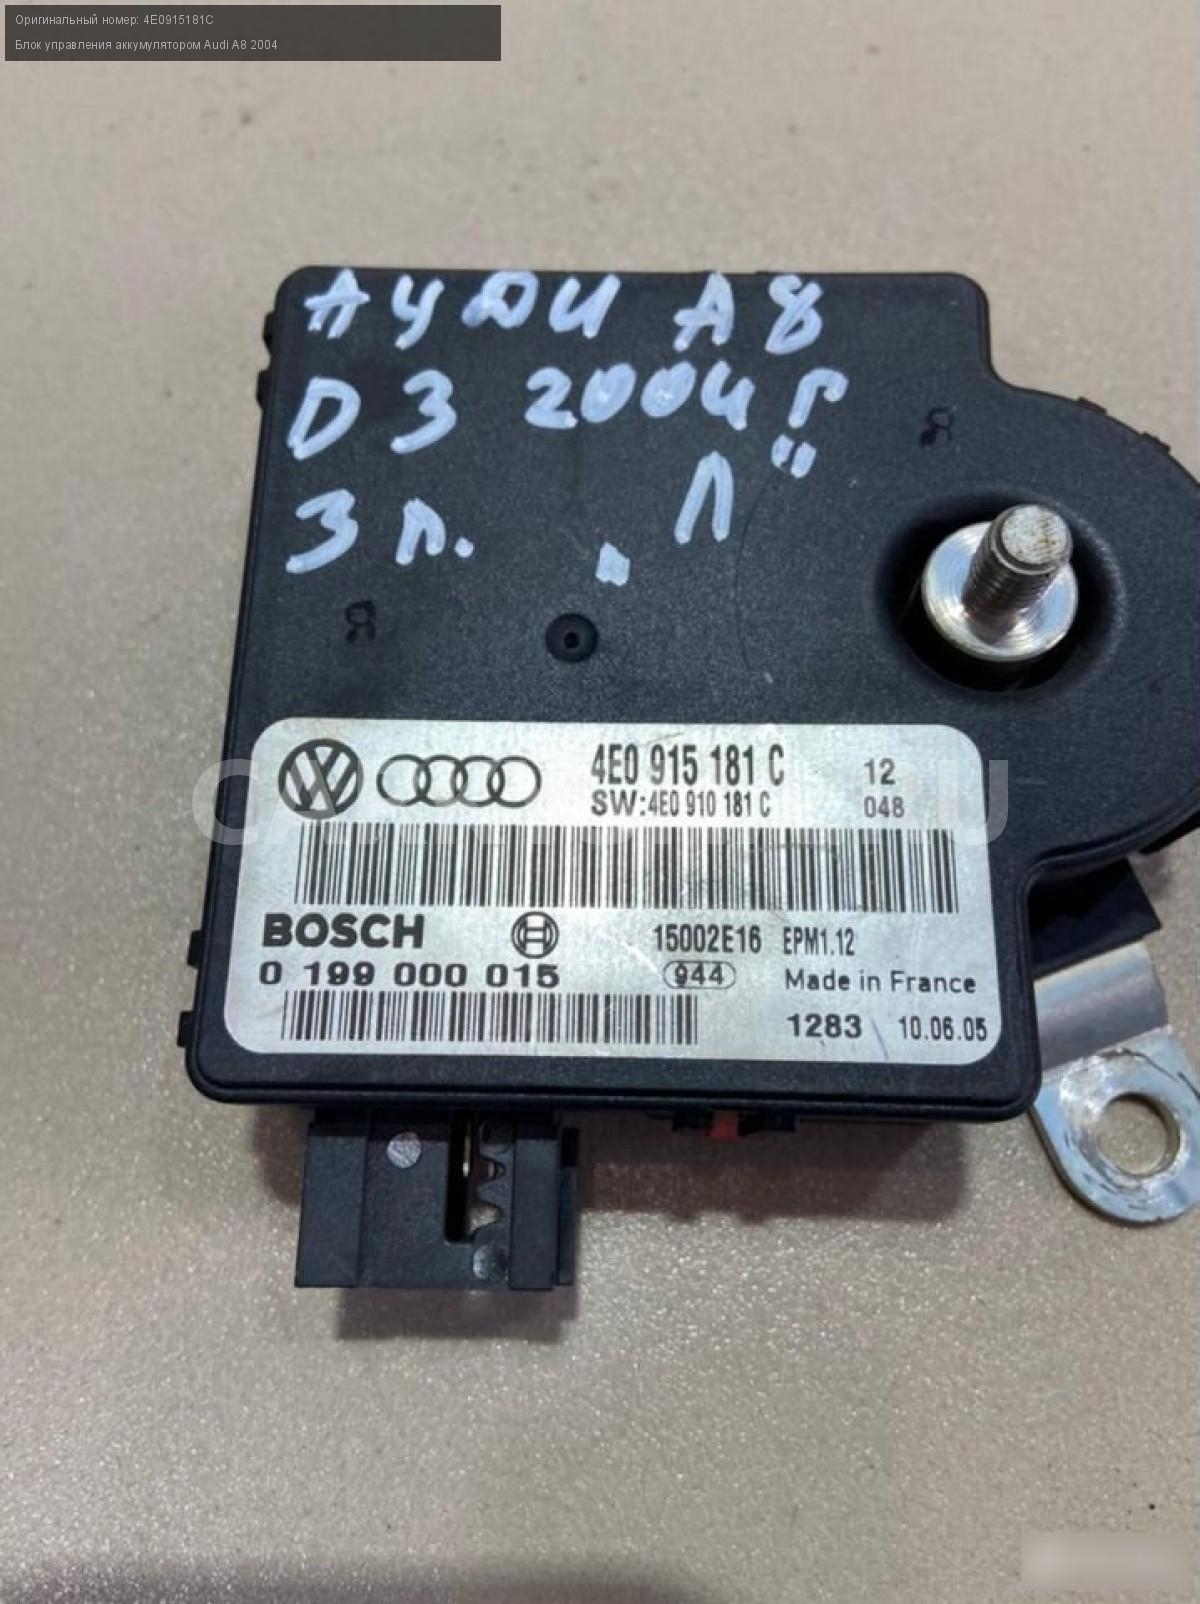 Оригинальный номер: 4E0915181C
Блок управления аккумулятором Audi A8 2004
АУДИ А8
D3 2004г
3л. „Л"
4E0 915 181 C 12
SW:4E0 910 181 C 048
BOSCH 15002E16 EPM1.12
0 199 000 015 944 Made in France
1283 10.06.05